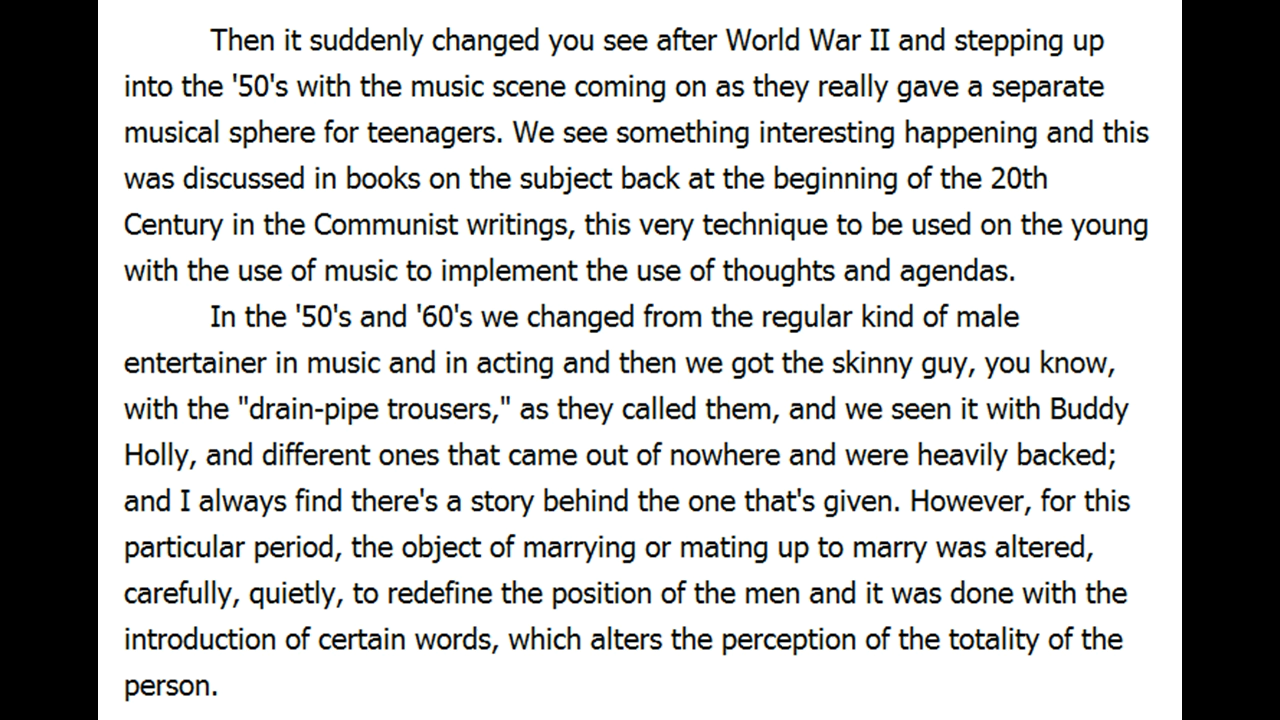 Then it suddenly changed you see after World War II and stepping up
into the '50's with the music scene coming on as they really gave a separate
musical sphere for teenagers. We see something interesting happening and this
was discussed in books on the subject back at the beginning of the 20th
Century in the Communist writings, this very technique to be used on the young
with the use of music to implement the use of thoughts and agendas.
In the '50's and '60's we changed from the regular kind of male
entertainer in music and in acting and then we got the skinny guy, you know,
with the "drain-pipe trousers," as they called them, and we seen it with Buddy
Holly, and different ones that came out of nowhere and were heavily backed;
and I always find there's a story behind the one that's given. However, for this
particular period, the object of marrying or mating up to marry was altered,
carefully, quietly, to redefine the position of the men and it was done with the
introduction of certain words, which alters the perception of the totality of the
person.